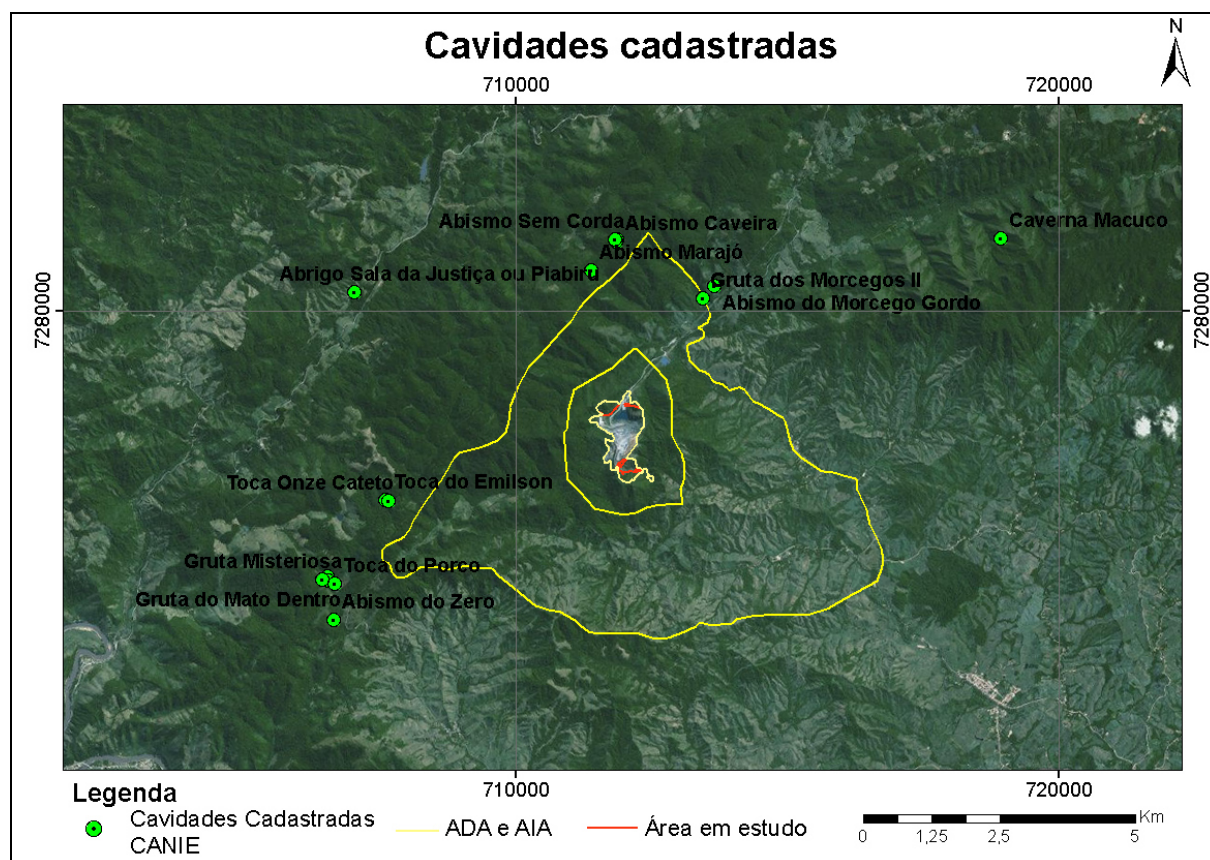 Cavidades cadastradas
N
710000
720000
Abismo Sem Corda
Abismo Caveira
Caverna Macuco
Abismo Marajó
Abrigo Sala da Justiça ou Piabiru
Gruta dos Morcegos II
Abismo do Morcego Gordo
7280000
7280000
Toca Onze Cateto
Toca do Emilson
Gruta Misteriosa
Toca do Porco
Gruta do Mato Dentro
Abismo do Zero
710000
720000
Legenda
Cavidades Cadastradas
CANIE
ADA e AIA
Área em estudo
Km
0 1,25 2,5 5